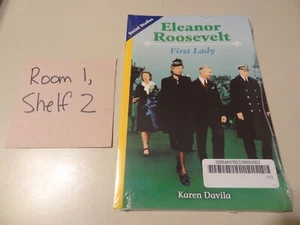 Room 1,
Shelf 2
Social Studies
Eleanor
Roosevelt
First Lady
Karen Davila